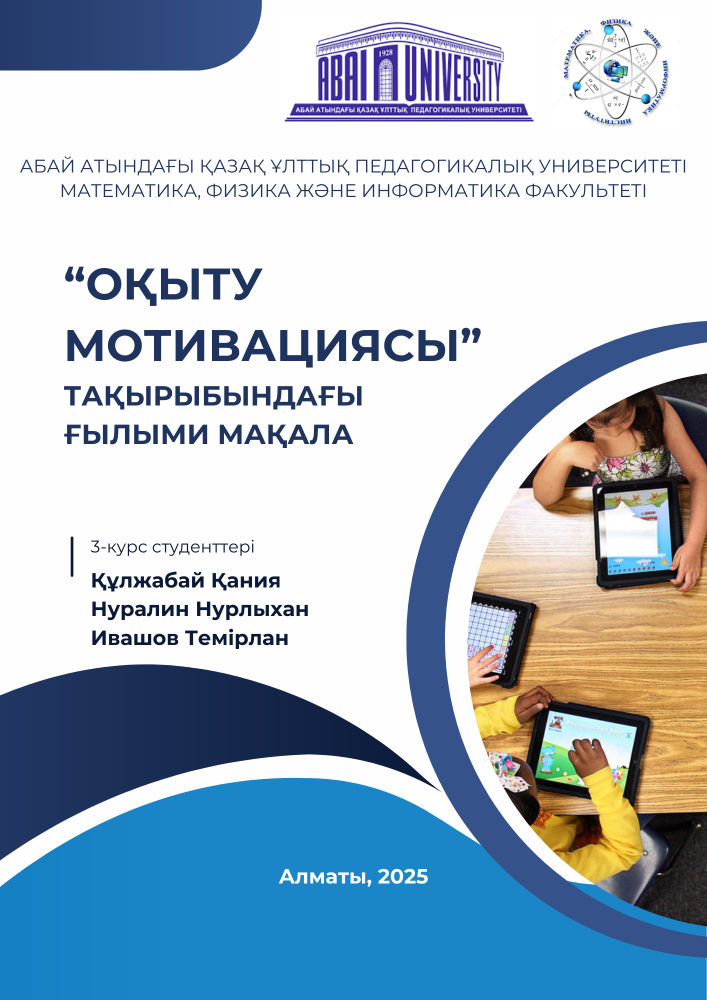 ABAI UNIVERSITY
1928
АБАЙ АТЫНДАҒЫ ҚАЗАҚ ҰЛТТЫҚ ПЕДАГОГИКАЛЫҚ УНИВЕРСИТЕТІ
МАТЕМАТИКА, ФИЗИКА ЖӘНЕ ИНФОРМАТИКА ИНСТИТУТЫ
АБАЙ АТЫНДАҒЫ ҚАЗАҚ ҰЛТТЫҚ ПЕДАГОГИКАЛЫҚ УНИВЕРСИТЕТІ
МАТЕМАТИКА, ФИЗИКА ЖӘНЕ ИНФОРМАТИКА ФАКУЛЬТЕТІ
“ОҚЫТУ
МОТИВАЦИЯСЫ”
ТАҚЫРЫБЫНДАҒЫ
ҒЫЛЫМИ МАҚАЛА
3-курс студенттері
Құлжабай Қания
Нуралин Нурлыхан
Ивашов Темірлан
Welcome to Park Math!
Алматы, 2025